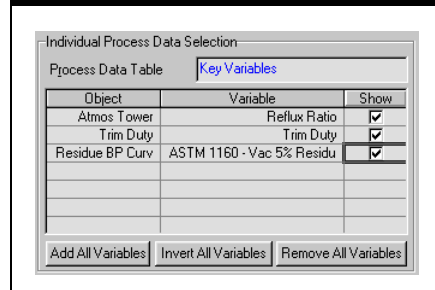 Individual Process Data Selection
Process Data Table Key Variables
Object Variable Show
Atmos Tower Reflux Ratio
Trim Duty Trim Duty
Residue BP Curv ASTM 1160 - Vac 5% Residu
Add All Variables Invert All Variables Remove All Variables